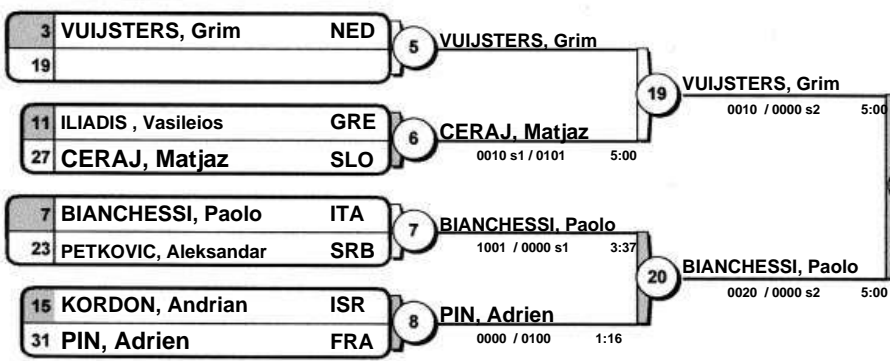 3 VUIJSTERS, Grim NED
19
5
VUIJSTERS, Grim
11 ILIADIS , Vasileios GRE
27 CERAJ, Matjaz SLO
6
CERAJ, Matjaz
0010 s1 / 0101 5:00
19
VUIJSTERS, Grim
0010 / 0000 s2 5:00
7 BIANCHESSI, Paolo ITA
23 PETKOVIC, Aleksandar SRB
7
BIANCHESSI, Paolo
1001 / 0000 s1 3:37
15 KORDON, Andrian ISR
31 PIN, Adrien FRA
8
PIN, Adrien
0000 / 0100 1:16
20
BIANCHESSI, Paolo
0020 / 0000 s2 5:00